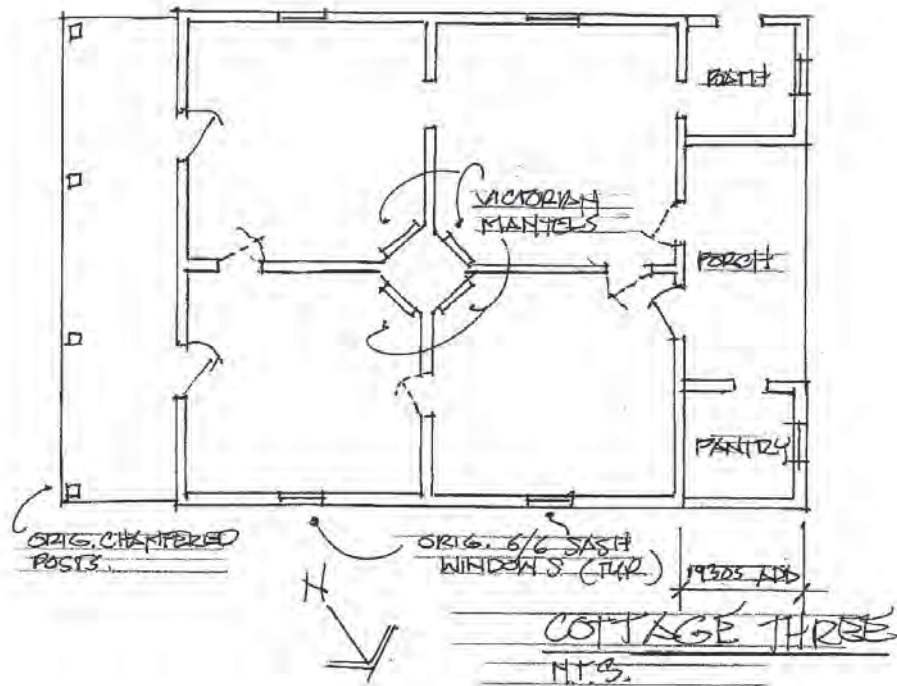 BATH
VICTORIAN
MANTELS
PORCH
PANTRY
ORIG. CHAMFERED
POSTS.
ORIG. 6/6 SASH
WINDOWS. (TYP.)
1930S ADD
N
COTTAGE THREE
N.T.S.